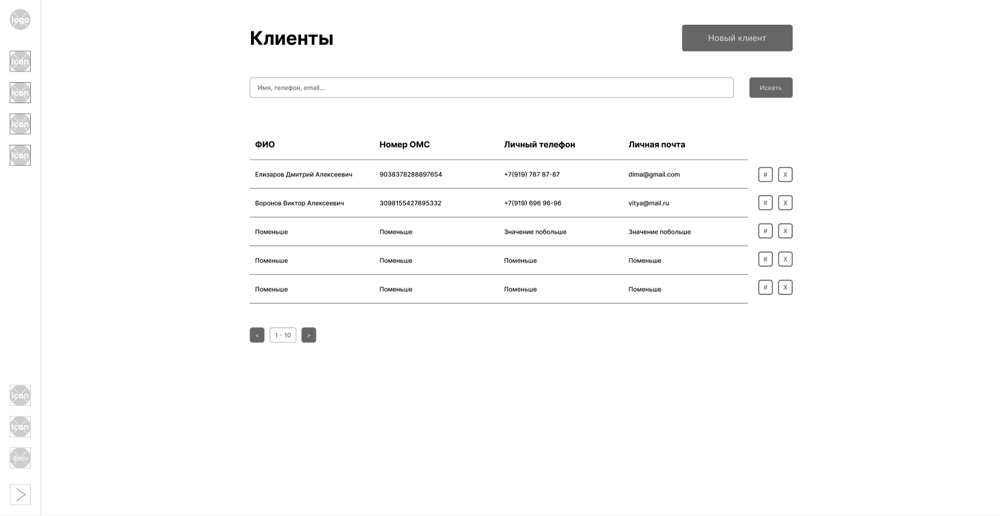 logo
Icon
Icon
Icon
Icon
Icon
Icon
Фото
Клиенты
Новый клиент
Имя, телефон, email...
Искать
ФИО Номер ОМС Личный телефон Личная почта
Елизаров Дмитрий Алексеевич 9038378288897654 +7(919) 787 87-87 dima@gmail.com # X
Воронов Виктор Алексеевич 3098155427895332 +7(919) 696 96-96 vitya@mail.ru # X
Поменьше Поменьше Значение побольше Значение побольше # X
Поменьше Поменьше Поменьше Поменьше # X
Поменьше Поменьше Поменьше Поменьше # X
< 1 - 10 >